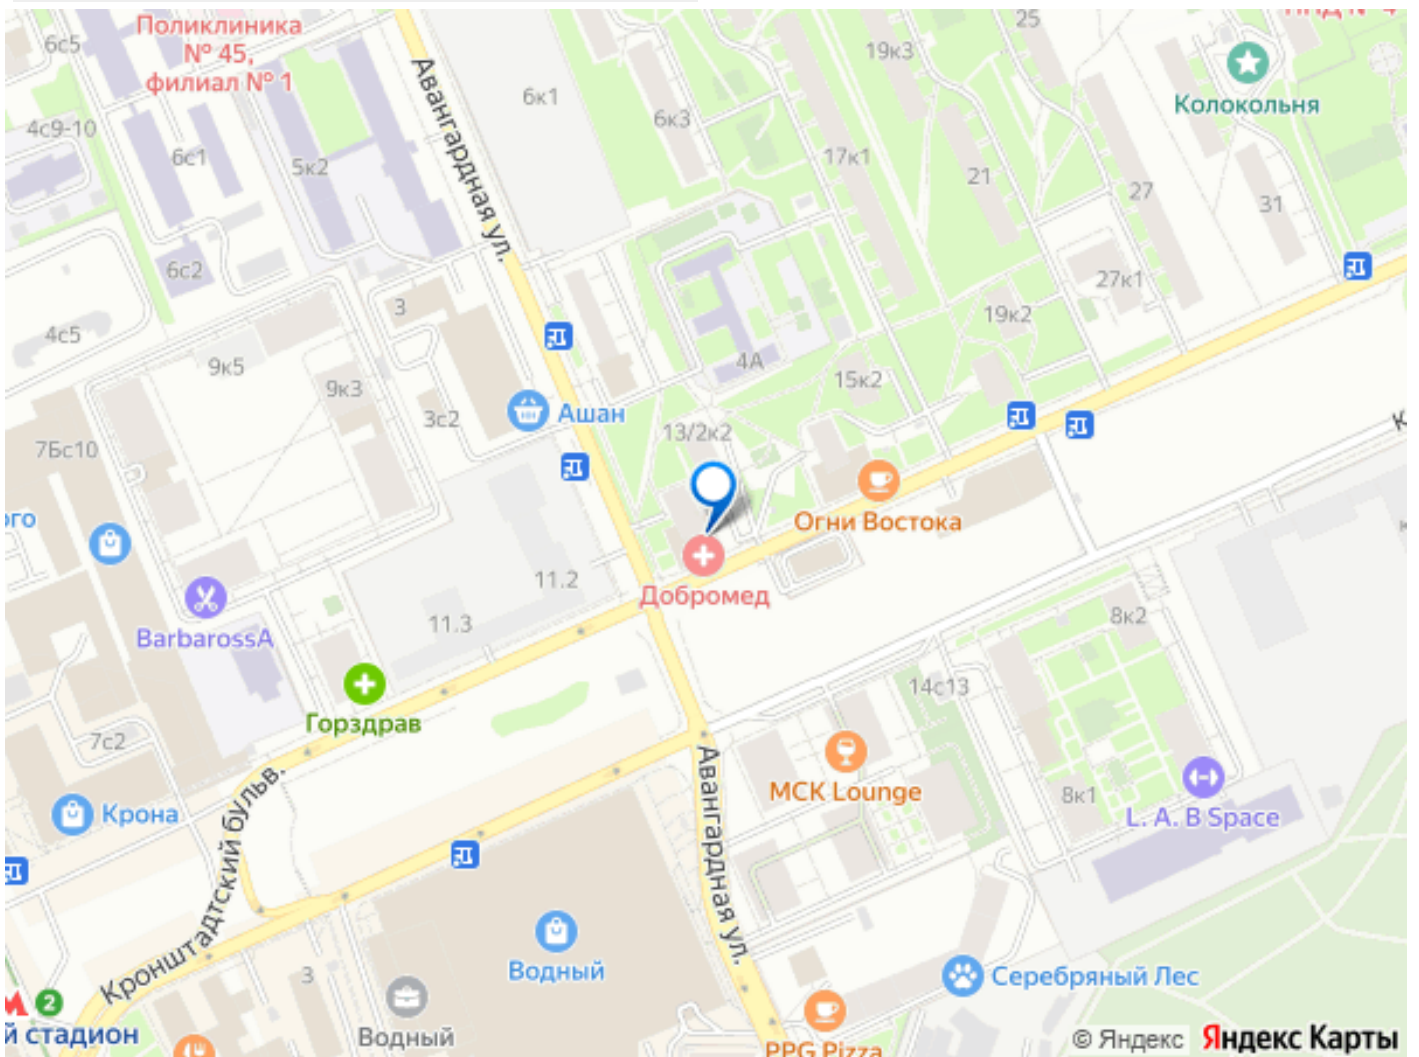 6с5
Поликлиника
№ 45,
филиал № 1
Авангардная ул.
6к1
6к3
19к3
25
Колокольня
4с9-10
6с1
5к2
17к1
21
27
31
6с2
4с5
3
27к1
19к2
9к5
9к3
4А
15к2
3с2
Ашан
13/2к2
7Бс10
Огни Востока
11.2
Добромед
BarbarossA
11.3
8к2
14с13
Горздрав
7с2
МСК Lounge
8к1
L. A. B Space
Крона
Кронштадтский бульв.
Авангардная ул.
Водный
3
Водный
Серебряный Лес
2
й стадион
PPG Pizza
© Яндекс Яндекс Карты